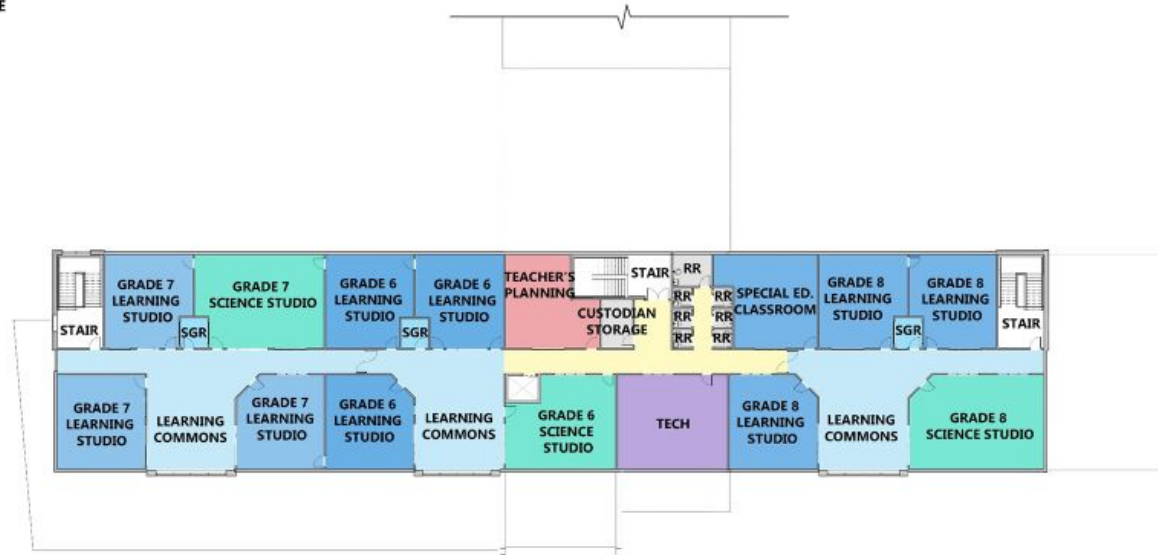 E
GRADE 7
LEARNING
STUDIO
GRADE 7
SCIENCE STUDIO
GRADE 6
LEARNING
STUDIO
GRADE 6
LEARNING
STUDIO
TEACHER'S
PLANNING
STAIR
RR
SPECIAL ED.
CLASSROOM
GRADE 8
LEARNING
STUDIO
GRADE 8
LEARNING
STUDIO
STAIR
SGR
SGR
CUSTODIAN
STORAGE
RR
RR
RR
RR
RR
RR
SGR
STAIR
GRADE 7
LEARNING
STUDIO
LEARNING
COMMONS
GRADE 7
LEARNING
STUDIO
GRADE 6
LEARNING
STUDIO
LEARNING
COMMONS
GRADE 6
SCIENCE
STUDIO
TECH
GRADE 8
LEARNING
STUDIO
LEARNING
COMMONS
GRADE 8
SCIENCE STUDIO